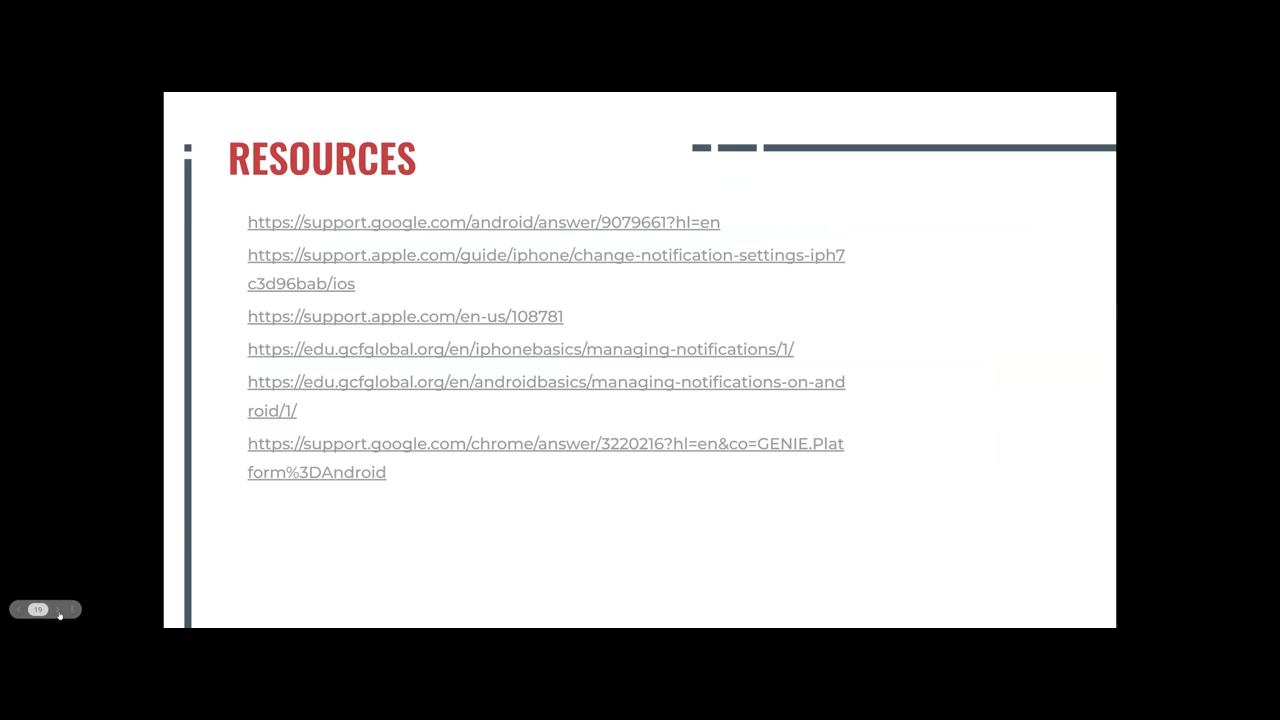 RESOURCES
https://support.google.com/android/answer/9079661?hl=en
https://support.apple.com/guide/iphone/change-notification-settings-iph7
c3d96bab/ios
https://support.apple.com/en-us/108781
https://edu.gcfglobal.org/en/iphonebasics/managing-notifications/1/
https://edu.gcfglobal.org/en/androidbasics/managing-notifications-on-and
roid/1/
https://support.google.com/chrome/answer/3220216?hl=en&co=GENIE.Plat
form%3DAndroid
19